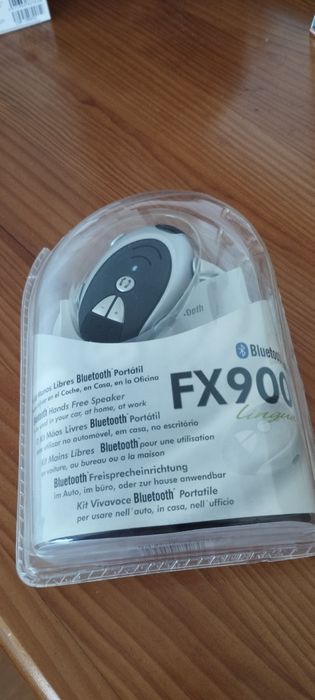 Bluetooth
FX900
lingua
Manos Libres Bluetooth Portátil
en el Coche, en Casa, en la Oficina
Hands Free Speaker
in your car, at home, at work
Kit Mãos Livres Bluetooth Portátil
utilizar no automóvel, em casa, no escritório
Kit Mains Libres Bluetooth pour une utilisation
en voiture, au bureau ou a la maison
Bluetooth Freisprecheinrichtung
im Auto, im büro, oder zur hause anwendbar
Kit Vivavoce Bluetooth Portatile
per usare nell'auto, in casa, nell'ufficio